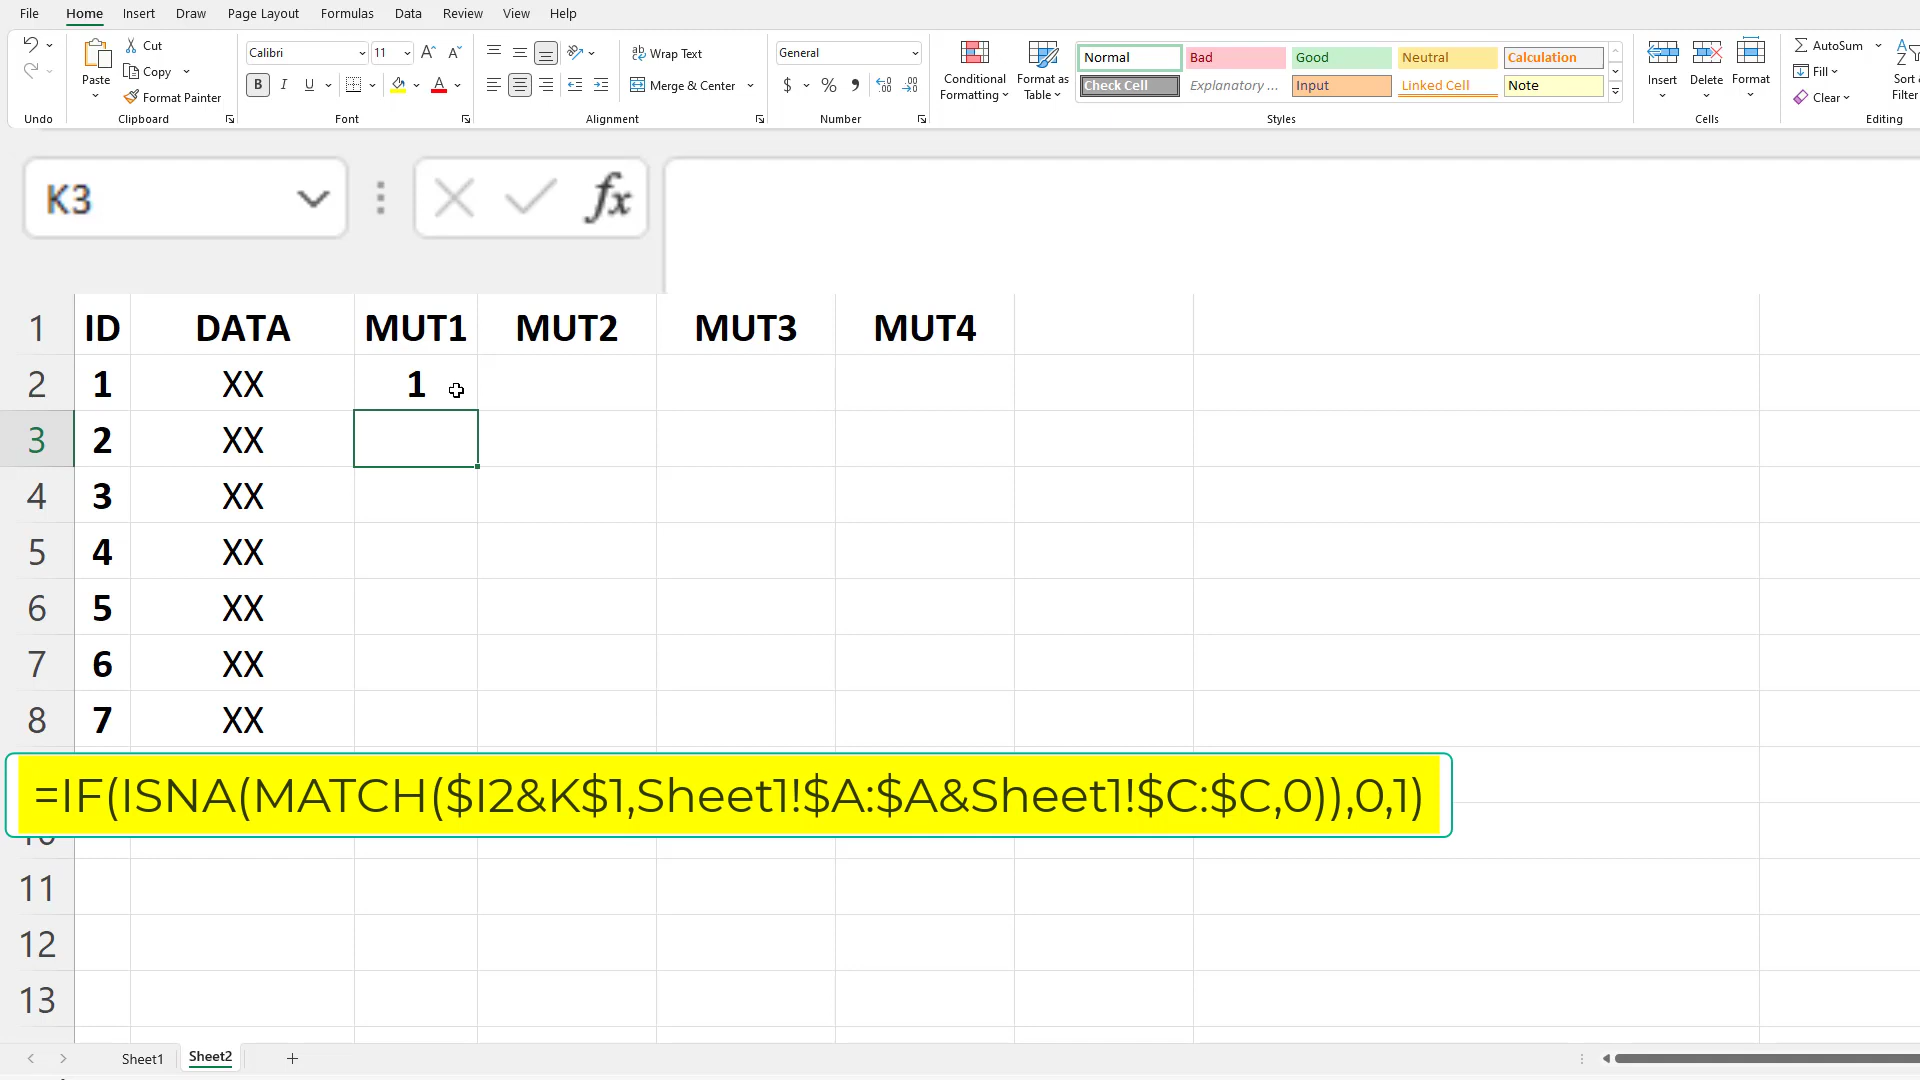 File Home Insert Draw Page Layout Formulas Data Review View Help
Paste
Cut
Copy
Format Painter
Undo
Clipboard
Calibri 11 A A
B I U A
Font
ab Wrap Text
Merge & Center
Alignment
General
$ % 9
Number
Conditional Formatting
Format as Table
Normal Bad Good Neutral Calculation
Check Cell Explanatory ... Input Linked Cell Note
Styles
Insert Delete Format
Cells
AutoSum
Fill
Clear
Sort
Filter
Editing
K3 fx
1 ID DATA MUT1 MUT2 MUT3 MUT4
2 1 XX 1
3 2 XX
4 3 XX
5 4 XX
6 5 XX
7 6 XX
8 7 XX
=IF(ISNA(MATCH($I2&K$1,Sheet1!$A:$A&Sheet1!$C:$C,0)),0,1)
10
11
12
13
Sheet1 Sheet2 +